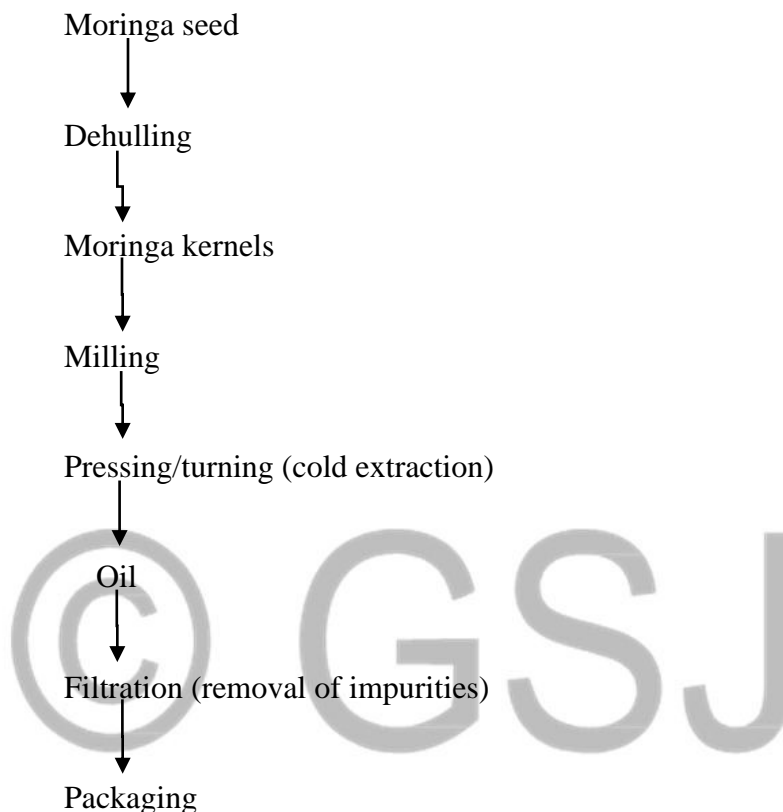 Moringa seed
Dehulling
Moringa kernels
Milling
Pressing/turning (cold extraction)
Oil
© GSJ
Filtration (removal of impurities)
Packaging